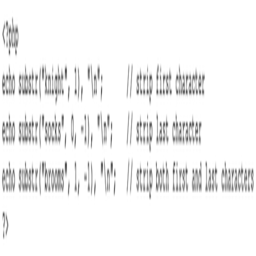 <?php
echo substr("knight", 1), "\n";     // strip first character
echo substr("socks", 0, -1), "\n";  // strip last character
echo substr("brooms", 1, -1), "\n"; // strip both first and last characters
?>